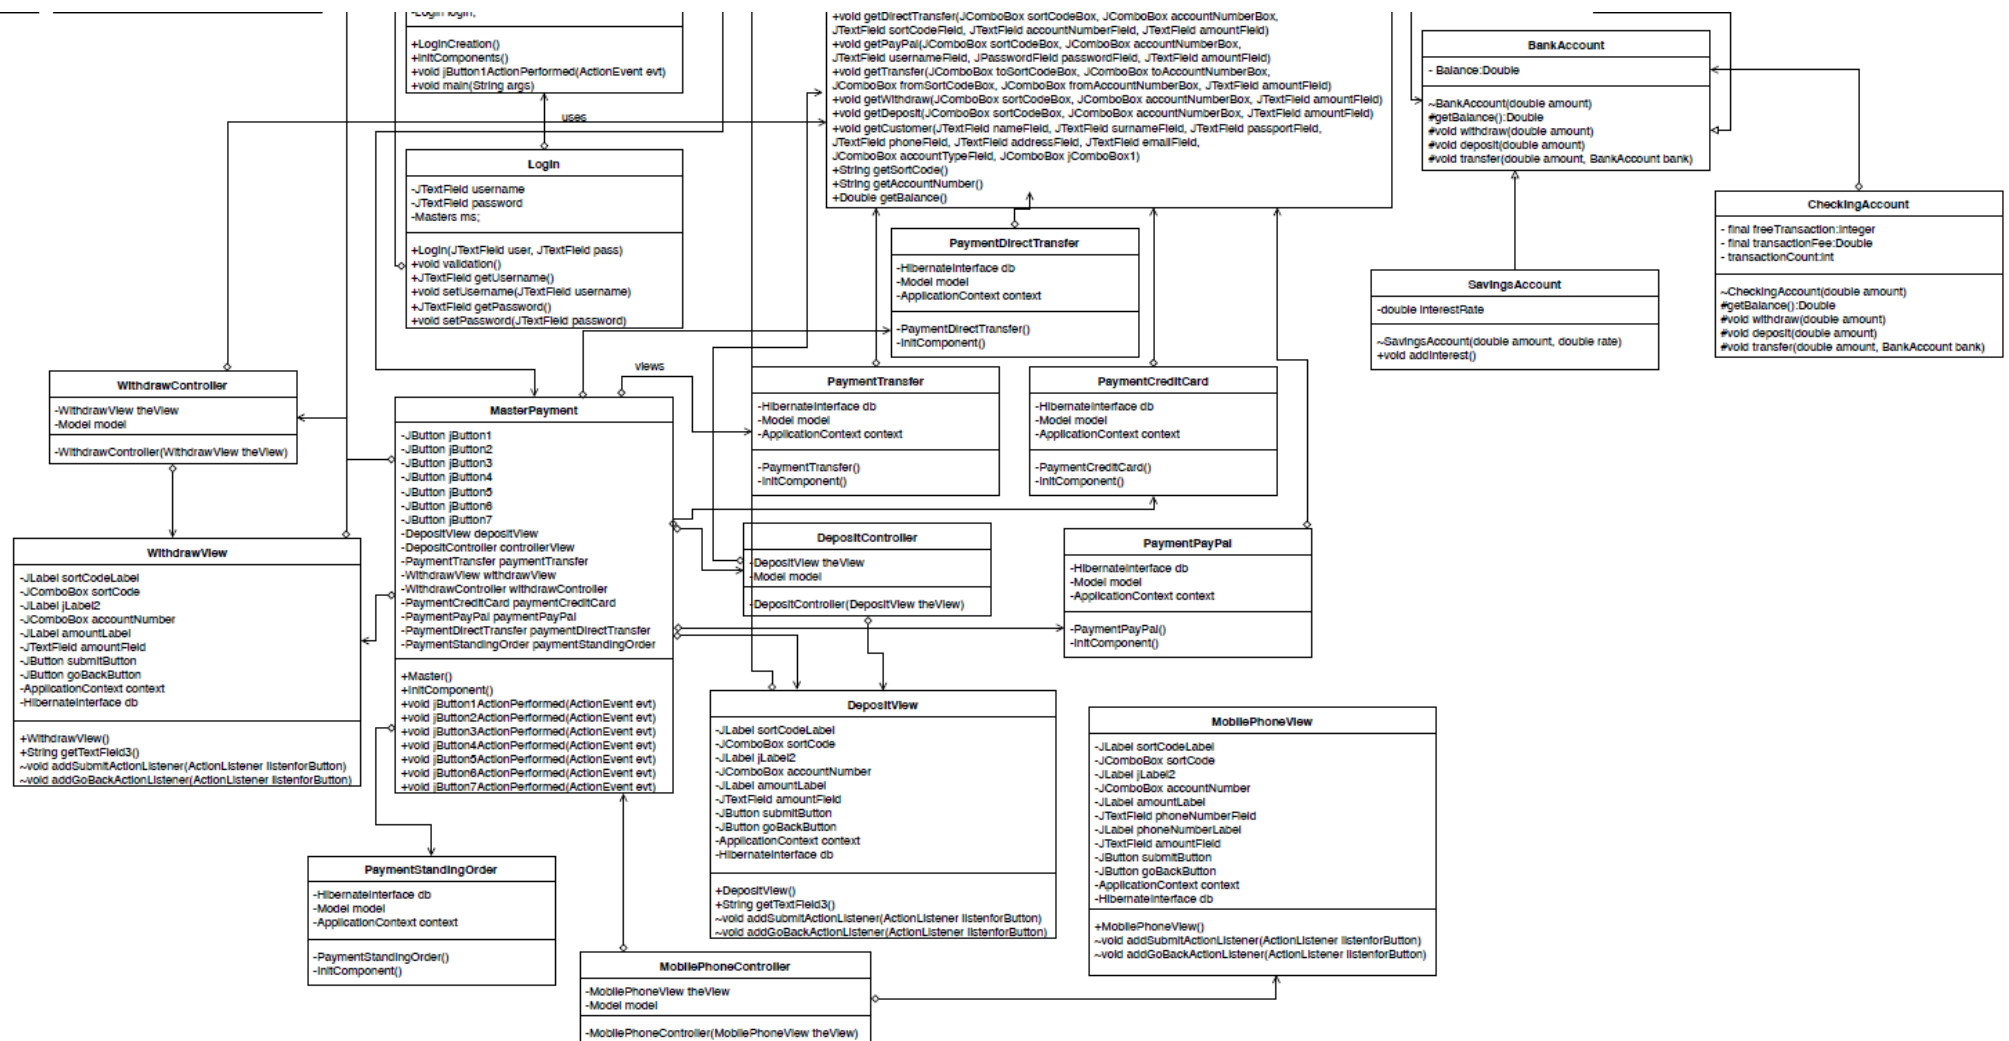 -Login login;
+LoginCreation()
+InitComponents()
+void jButton1ActionPerformed(ActionEvent evt)
+void main(String args)
uses
Login
-JTextField username
-JTextField password
-Masters ms;
+Login(JTextField user, JTextField pass)
+void validation()
+JTextField getUsername()
+void setUsername(JTextField username)
+JTextField getPassword()
+void setPassword(JTextField password)
+void getDirectTransfer(JComboBox sortCodeBox, JComboBox accountNumberBox,
JTextField sortCodeField, JTextField accountNumberField, JTextField amountField)
+void getPayPal(JComboBox sortCodeBox, JComboBox accountNumberBox,
JTextField usernameField, JPasswordField passwordField, JTextField amountField)
+void getTransfer(JComboBox toSortCodeBox, JComboBox toAccountNumberBox,
JComboBox fromSortCodeBox, JComboBox fromAccountNumberBox, JTextField amountField)
+void getWithdraw(JComboBox sortCodeBox, JComboBox accountNumberBox, JTextField amountField)
+void getDeposit(JComboBox sortCodeBox, JComboBox accountNumberBox, JTextField amountField)
+void getCustomer(JTextField nameField, JTextField surnameField, JTextField passportField,
JTextField phoneField, JTextField addressField, JTextField emailField,
JComboBox accountTypeField, JComboBox jComboBox1)
+String getSortCode()
+String getAccountNumber()
+Double getBalance()
BankAccount
- Balance:Double
~BankAccount(double amount)
#getBalance():Double
#void withdraw(double amount)
#void deposit(double amount)
#void transfer(double amount, BankAccount bank)
CheckingAccount
- final freeTransaction:Integer
- final transactionFee:Double
- transactionCount:int
~CheckingAccount(double amount)
#getBalance():Double
#void withdraw(double amount)
#void deposit(double amount)
#void transfer(double amount, BankAccount bank)
SavingsAccount
-double interestRate
~SavingsAccount(double amount, double rate)
+void addInterest()
PaymentDirectTransfer
-HibernateInterface db
-Model model
-ApplicationContext context
-PaymentDirectTransfer()
-InitComponent()
views
PaymentTransfer
-HibernateInterface db
-Model model
-ApplicationContext context
-PaymentTransfer()
-InitComponent()
PaymentCreditCard
-HibernateInterface db
-Model model
-ApplicationContext context
-PaymentCreditCard()
-InitComponent()
WithdrawController
-WithdrawView theView
-Model model
-WithdrawController(WithdrawView theView)
MasterPayment
-JButton jButton1
-JButton jButton2
-JButton jButton3
-JButton jButton4
-JButton jButton5
-JButton jButton6
-JButton jButton7
-DepositView depositView
-DepositController controllerView
-PaymentTransfer paymentTransfer
-WithdrawView withdrawView
-WithdrawController withdrawController
-PaymentCreditCard paymentCreditCard
-PaymentPayPal paymentPayPal
-PaymentDirectTransfer paymentDirectTransfer
-PaymentStandingOrder paymentStandingOrder
+Master()
+InitComponent()
+void jButton1ActionPerformed(ActionEvent evt)
+void jButton2ActionPerformed(ActionEvent evt)
+void jButton3ActionPerformed(ActionEvent evt)
+void jButton4ActionPerformed(ActionEvent evt)
+void jButton5ActionPerformed(ActionEvent evt)
+void jButton6ActionPerformed(ActionEvent evt)
+void jButton7ActionPerformed(ActionEvent evt)
DepositController
-DepositView theView
-Model model
-DepositController(DepositView theView)
PaymentPayPal
-HibernateInterface db
-Model model
-ApplicationContext context
-PaymentPayPal()
-InitComponent()
WithdrawView
-JLabel sortCodeLabel
-JComboBox sortCode
-JLabel jLabel2
-JComboBox accountNumber
-JLabel amountLabel
-JTextField amountField
-JButton submitButton
-JButton goBackButton
-ApplicationContext context
-HibernateInterface db
+WithdrawView()
+String getTextField3()
~void addSubmitActionListener(ActionListener listenforButton)
~void addGoBackActionListener(ActionListener listenforButton)
DepositView
-JLabel sortCodeLabel
-JComboBox sortCode
-JLabel jLabel2
-JComboBox accountNumber
-JLabel amountLabel
-JTextField amountField
-JButton submitButton
-JButton goBackButton
-ApplicationContext context
-HibernateInterface db
+DepositView()
+String getTextField3()
~void addSubmitActionListener(ActionListener listenforButton)
~void addGoBackActionListener(ActionListener listenforButton)
MobilePhoneView
-JLabel sortCodeLabel
-JComboBox sortCode
-JLabel jLabel2
-JComboBox accountNumber
-JLabel amountLabel
-JTextField phoneNumberField
-JLabel phoneNumberLabel
-JTextField amountField
-JButton submitButton
-JButton goBackButton
-ApplicationContext context
-HibernateInterface db
+MobilePhoneView()
~void addSubmitActionListener(ActionListener listenforButton)
~void addGoBackActionListener(ActionListener listenforButton)
PaymentStandingOrder
-HibernateInterface db
-Model model
-ApplicationContext context
-PaymentStandingOrder()
-InitComponent()
MobilePhoneController
-MobilePhoneView theView
-Model model
-MobilePhoneController(MobilePhoneView theView)